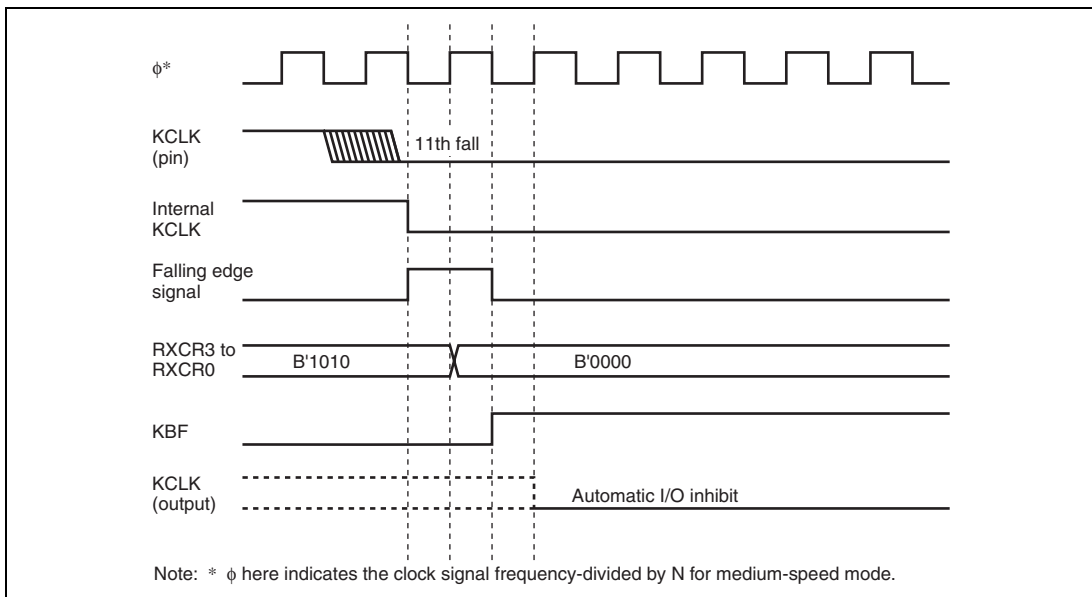 ϕ*
KCLK
(pin)
11th fall
Internal
KCLK
Falling edge
signal
RXCR3 to
RXCR0
B'1010
B'0000
KBF
KCLK
(output)
Automatic I/O inhibit
Note: * ϕ here indicates the clock signal frequency-divided by N for medium-speed mode.